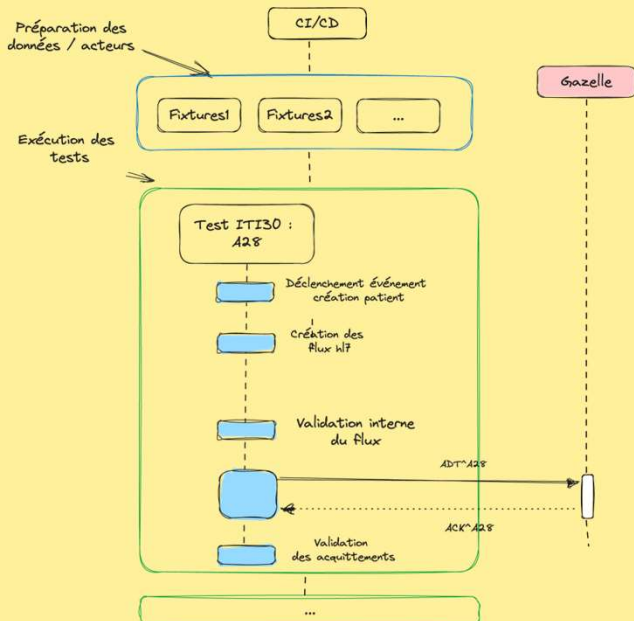 CI/CD
Préparation des
données / acteurs
Gazelle
Fixtures1
Fixtures2
...
Exécution des
tests
Test ITI30 :
A28
Déclenchement événement
création patient
Création des
flux hl7
Validation interne
du flux
ADT^A28
ACK^A28
Validation
des acquittements
...